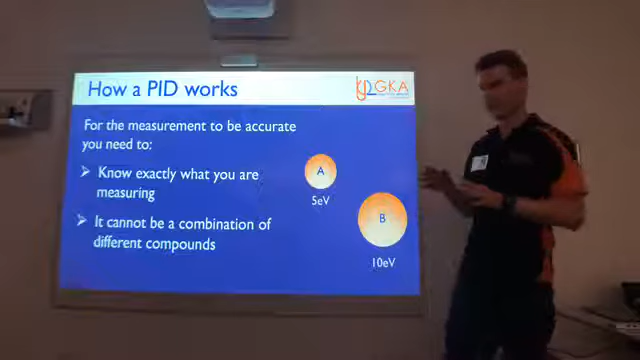 How a PID works
GKA
For the measurement to be accurate
you need to:
Know exactly what you are
measuring
It cannot be a combination of
different compounds
A
5eV
B
10eV